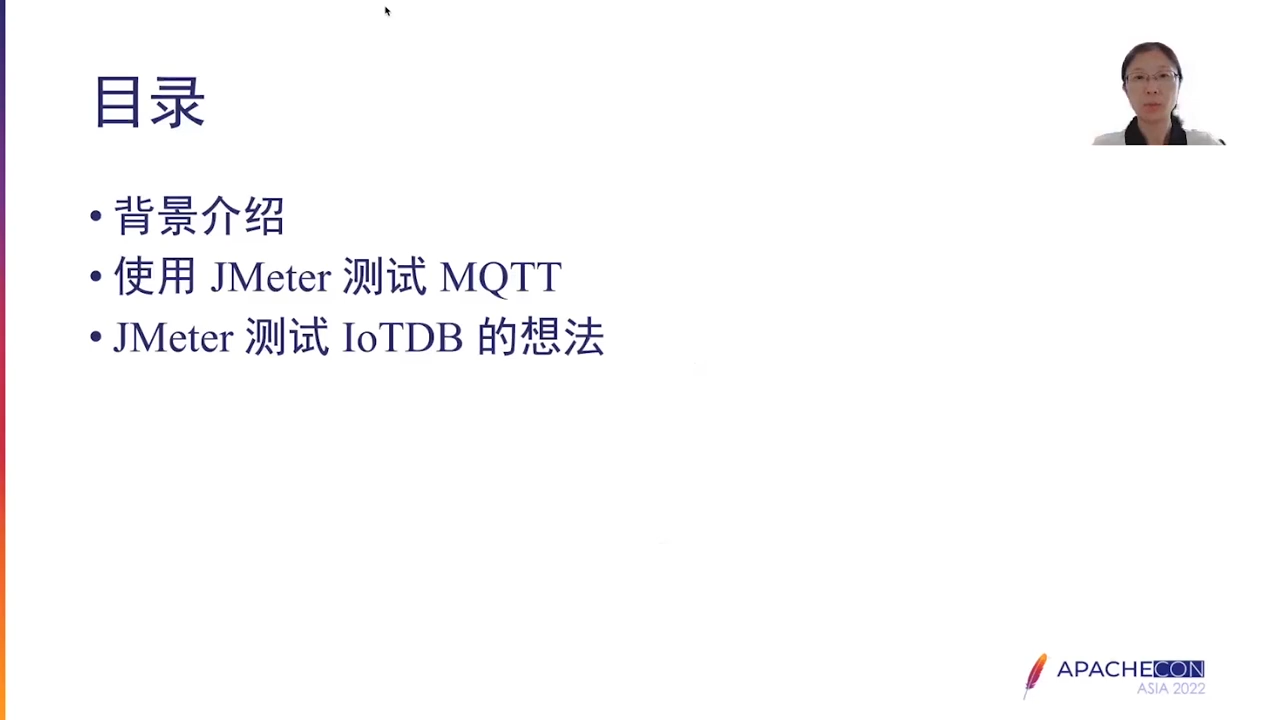 目录
• 背景介绍
• 使用 JMeter 测试 MQTT
• JMeter 测试 IoTDB 的想法
APACHECON
ASIA 2022